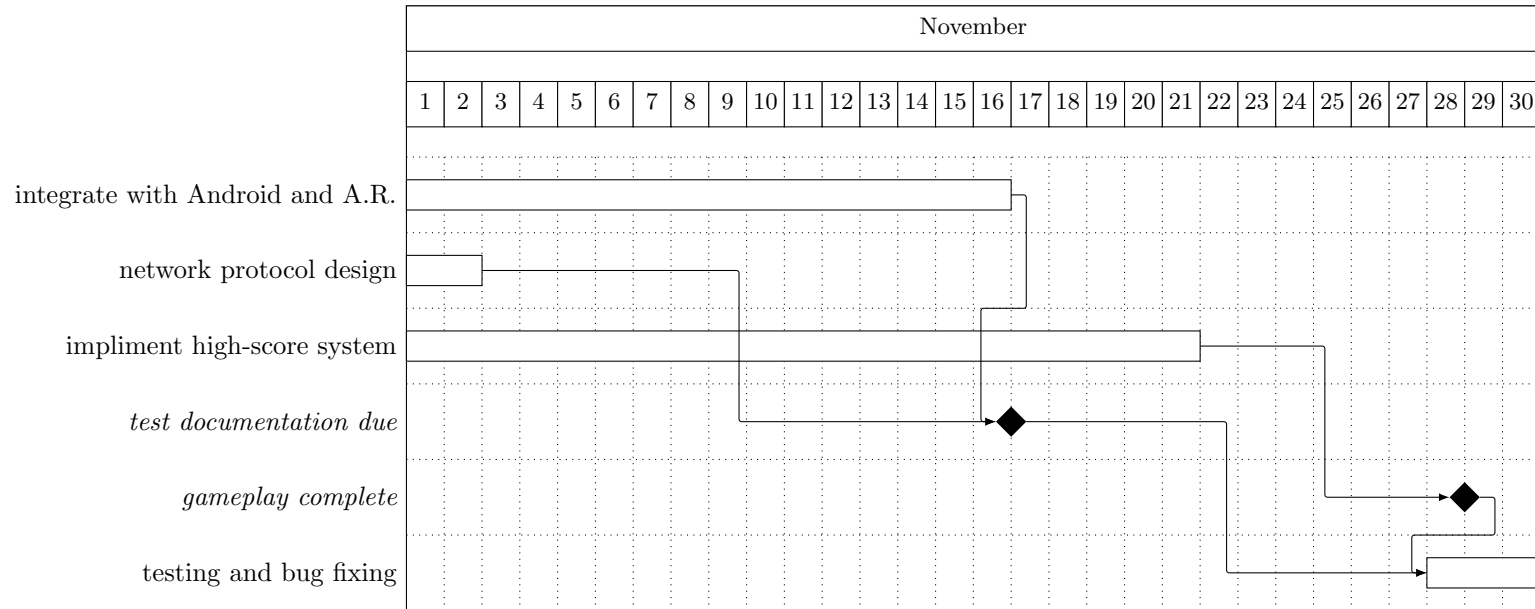 November
1 2 3 4 5 6 7 8 9 10 11 12 13 14 15 16 17 18 19 20 21 22 23 24 25 26 27 28 29 30
integrate with Android and A.R.
network protocol design
impliment high-score system
test documentation due
gameplay complete
testing and bug fixing